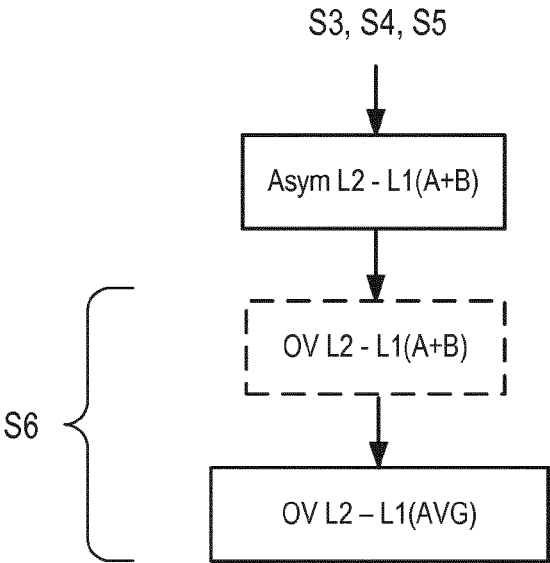 S3, S4, S5
Asym L2 - L1(A+B)
OV L2 - L1(A+B)
S6
OV L2 – L1(AVG)